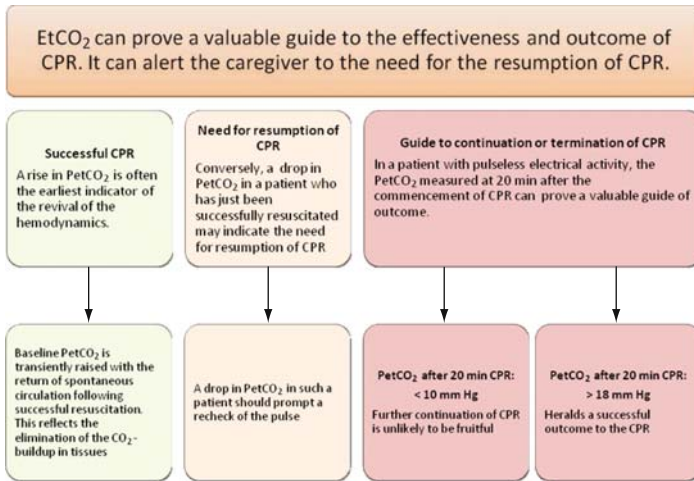 EtCO₂ can prove a valuable guide to the effectiveness and outcome of
CPR. It can alert the caregiver to the need for the resumption of CPR.
Successful CPR
A rise in PetCO₂ is often
the earliest indicator of
the revival of the
hemodynamics.
Need for resumption of
CPR
Conversely, a drop in
PetCO₂ in a patient who
has just been
successfully resuscitated
may indicate the need
for resumption of CPR
Guide to continuation or termination of CPR
In a patient with pulseless electrical activity, the
PetCO₂ measured at 20 min after the
commencement of CPR can prove a valuable guide of
outcome.
Baseline PetCO₂ is
transiently raised with the
return of spontaneous
circulation following
successful resuscitation.
This reflects the
elimination of the CO₂-
buildup in tissues
A drop in PetCO₂ in such a
patient should prompt a
recheck of the pulse
PetCO₂ after 20 min CPR:
< 10 mm Hg
Further continuation of CPR
is unlikely to be fruitful
PetCO₂ after 20 min CPR:
> 18 mm Hg
Heralds a successful
outcome to the CPR